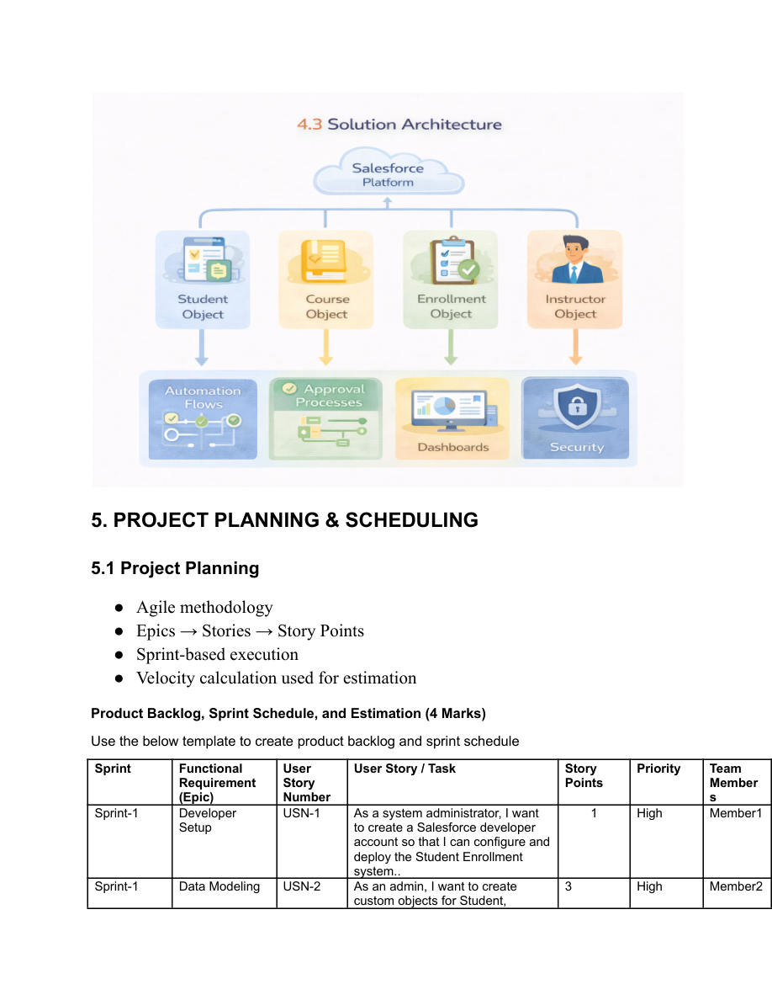 4.3 Solution Architecture
Salesforce
Platform
Student
Object
Course
Object
Enrollment
Object
Instructor
Object
Automation
Flows
Approval
Processes
Dashboards
Security
5. PROJECT PLANNING & SCHEDULING
5.1 Project Planning
● Agile methodology
● Epics → Stories → Story Points
● Sprint-based execution
● Velocity calculation used for estimation
Product Backlog, Sprint Schedule, and Estimation (4 Marks)
Use the below template to create product backlog and sprint schedule
Sprint
Functional
Requirement
(Epic)
User
Story
Number
User Story / Task
Story
Points
Priority
Team
Member
s
Sprint-1
Developer
Setup
USN-1
As a system administrator, I want
to create a Salesforce developer
account so that I can configure and
deploy the Student Enrollment
system..
1
High
Member1
Sprint-1
Data Modeling
USN-2
As an admin, I want to create
custom objects for Student,
3
High
Member2